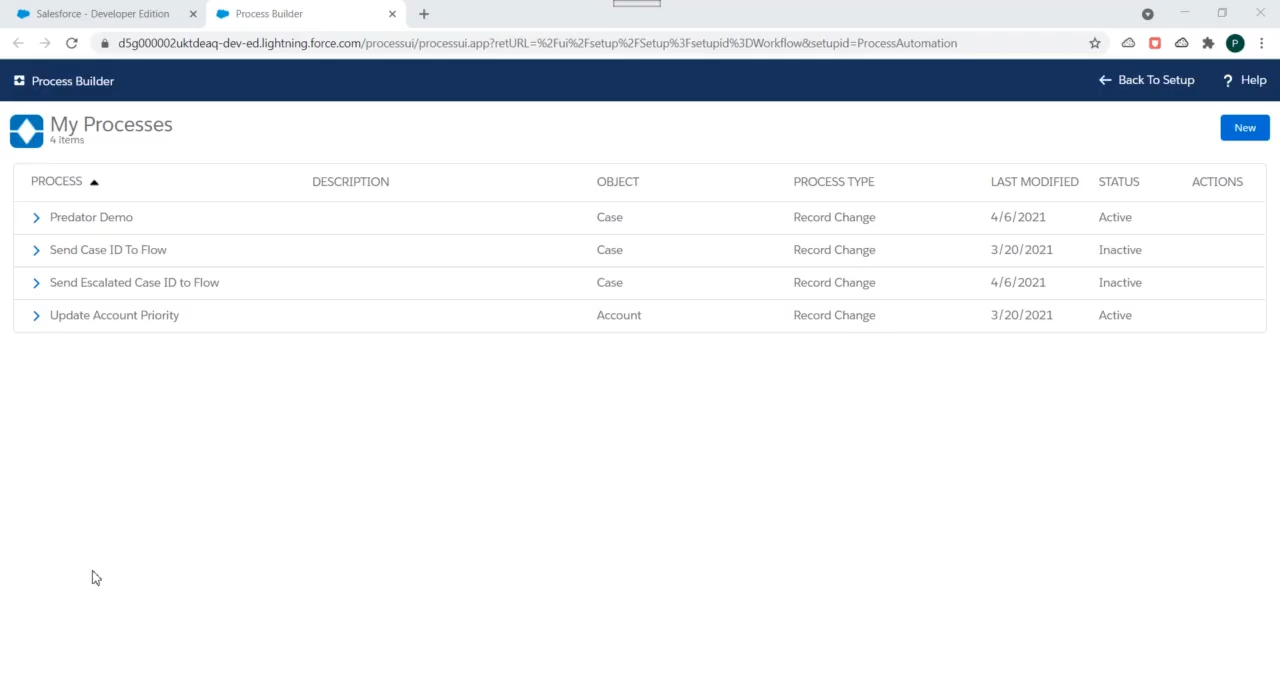 Salesforce - Developer Edition
Process Builder
d5g000002uktdeaq-dev-ed.lightning.force.com/processui/processui.app?retURL=%2Fui%2Fsetup%2FSetup%3Fsetupid%3DWorkflow&setupid=ProcessAutomation
P
Process Builder
Back To Setup
? Help
My Processes
4 items
New
PROCESS DESCRIPTION OBJECT PROCESS TYPE LAST MODIFIED STATUS ACTIONS
Predator Demo Case Record Change 4/6/2021 Active
Send Case ID To Flow Case Record Change 3/20/2021 Inactive
Send Escalated Case ID to Flow Case Record Change 4/6/2021 Inactive
Update Account Priority Account Record Change 3/20/2021 Active